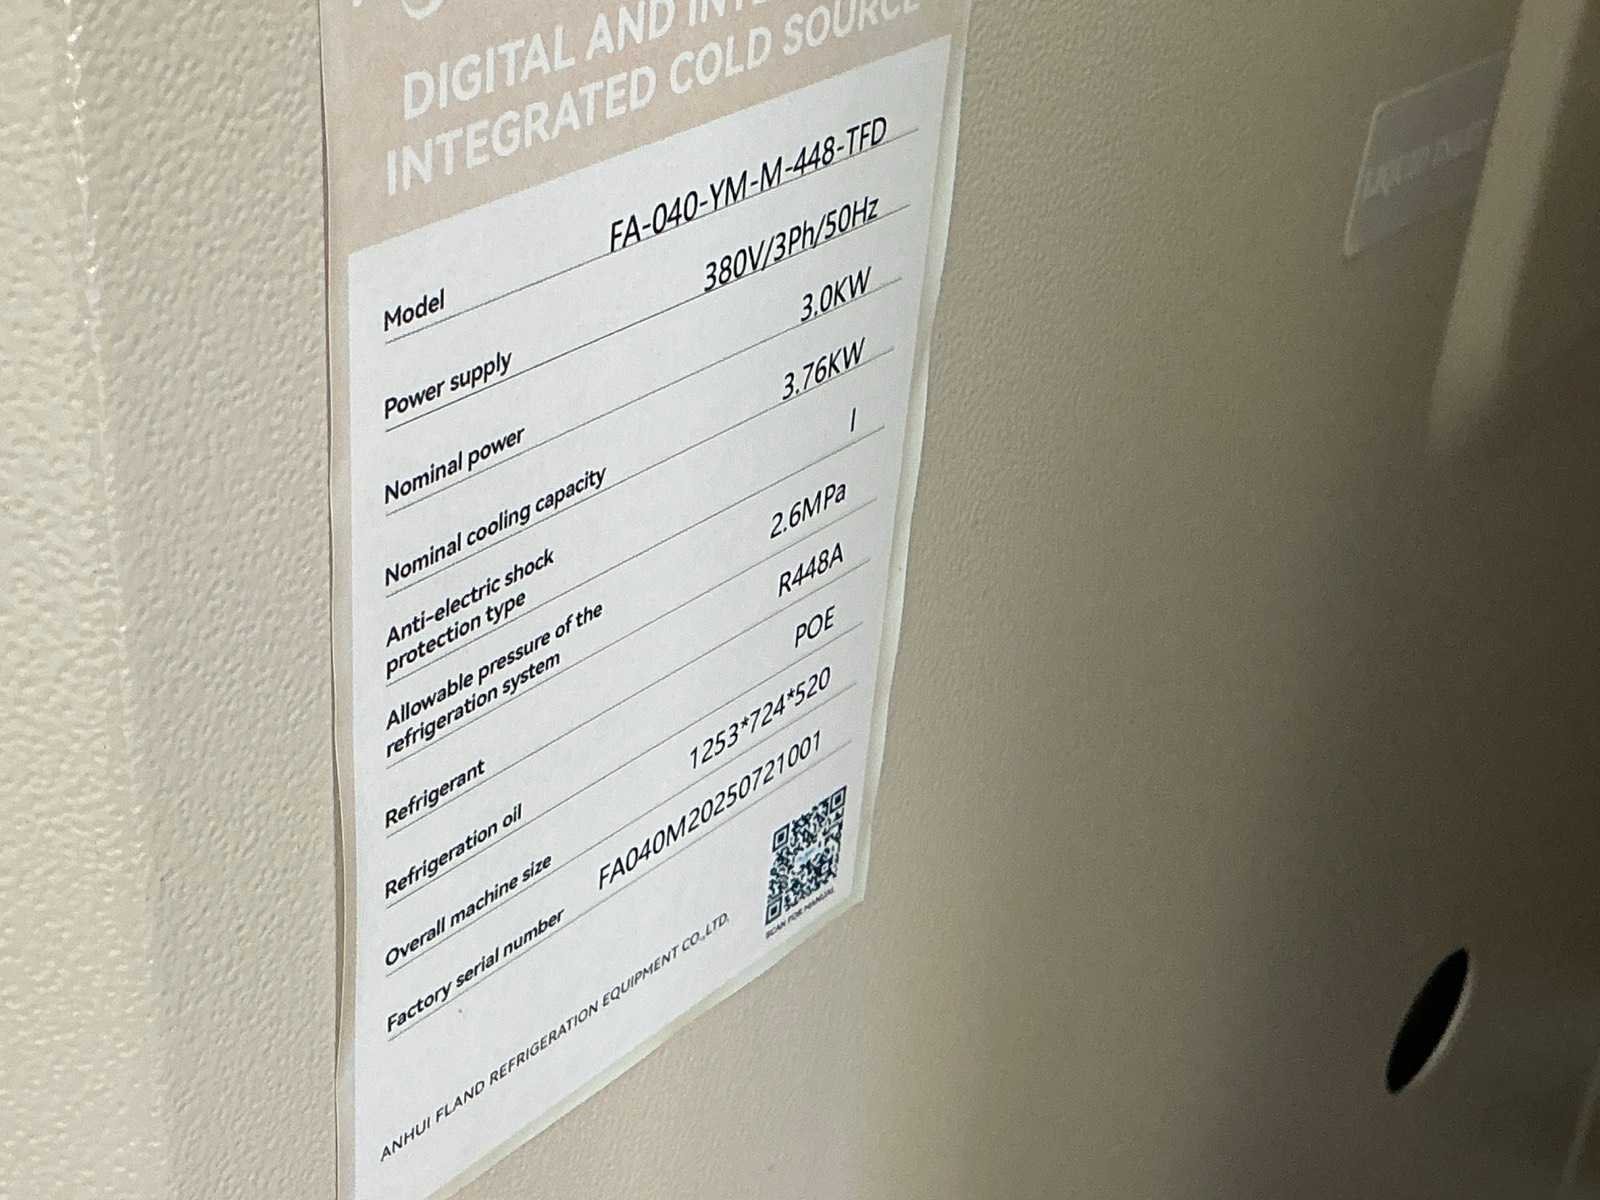 DIGITAL AND
INTEGRATED COLD SOURCE
Model FA-040-YM-M-448-TFD
Power supply 380V/3Ph/50Hz
Nominal power 3.0KW
Nominal cooling capacity 3.76KW
Anti-electric shock
protection type I
Allowable pressure of the
refrigeration system 2.6MPa
Refrigerant R448A
Refrigeration oil POE
Overall machine size 1253*724*520
Factory serial number FA040M20250721001
SCAN FOR MANUAL
ANHUI FLAND REFRIGERATION EQUIPMENT CO.,LTD.